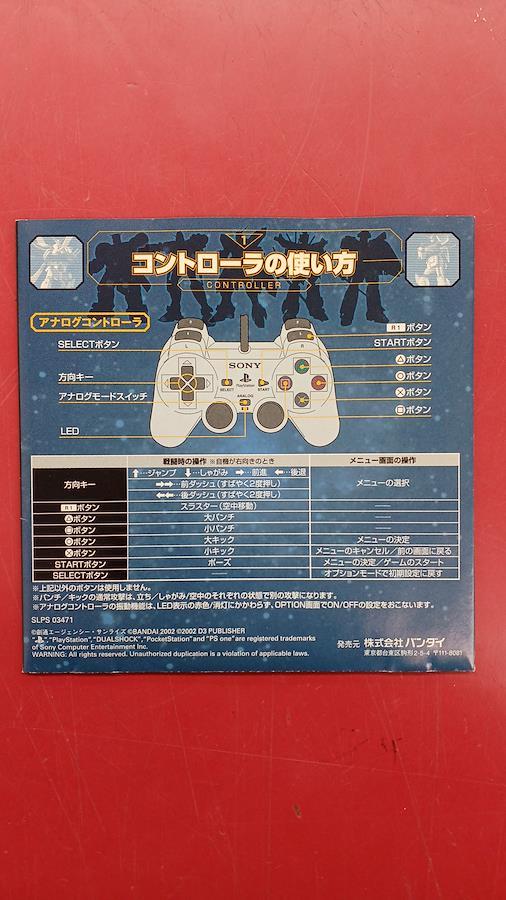 1
コントローラの使い方
CONTROLLER
アナログコントローラ
SELECTボタン
方向キー
アナログモードスイッチ
LED
R1 ボタン
STARTボタン
△ボタン
○ボタン
×ボタン
□ボタン
L
R
SONY
PlayStation
SELECT
START
ANALOG
戦闘時の操作 ※自機が右向きのとき
メニュー画面の操作
方向キー
↑…ジャンプ ↓…しゃがみ →…前進 ←…後退
→→…前ダッシュ(すばやく2度押し)
←←…後ダッシュ(すばやく2度押し)
メニューの選択
R1 ボタン スラスター(空中移動) ――
△ボタン 大パンチ ――
□ボタン 小パンチ ――
○ボタン 大キック メニューの決定
×ボタン 小キック メニューのキャンセル/前の画面に戻る
STARTボタン ポーズ メニューの決定/ゲームのスタート
SELECTボタン ―― オプションモードで初期設定に戻す
※上記以外のボタンは使用しません。
※パンチ/キックの通常攻撃は、立ち/しゃがみ/空中のそれぞれの状態で別の攻撃になります。
※アナログコントローラの振動機能は、LED表示の赤色/消灯にかかわらず、OPTION画面でON/OFFの設定をおこないます。
SLPS 03471
©創通エージェンシー・サンライズ ©BANDAI 2002 ©2002 D3 PUBLISHER
"PlayStation", "DUALSHOCK", "PocketStation" and "PS one" are registered trademarks
of Sony Computer Entertainment Inc.
WARNING: All rights reserved. Unauthorized duplication is a violation of applicable laws.
発売元 株式会社 バンダイ
東京都台東区駒形2-5-4 〒111-8081